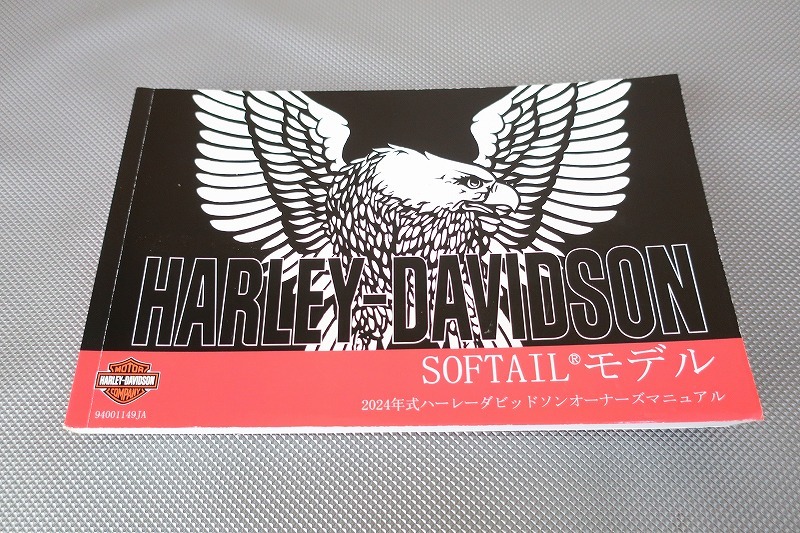 HARLEY-DAVIDSON
SOFTAIL®モデル
2024年式ハーレーダビッドソンオーナーズマニュアル
MOTOR
HARLEY-DAVIDSON
COMPANY
94001149JA